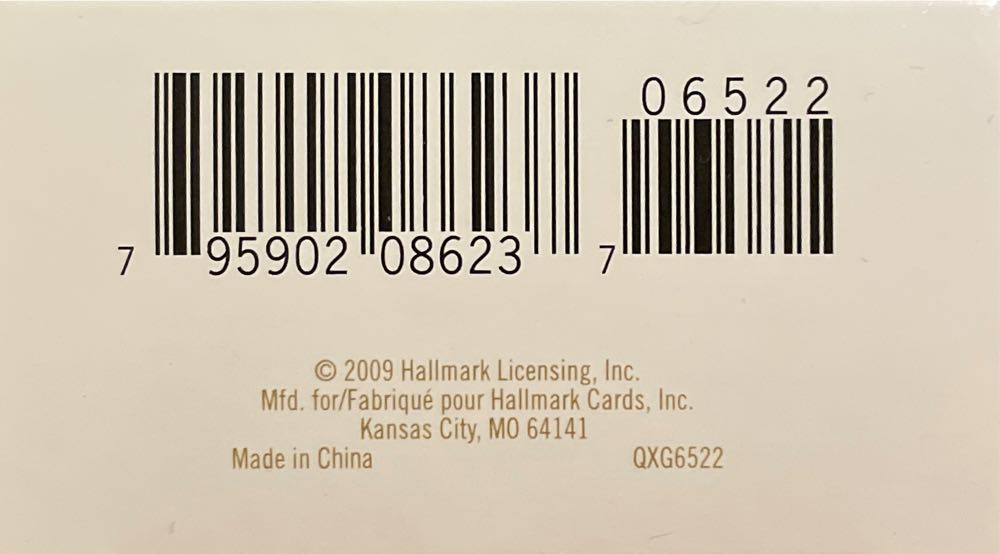 06522
7 95902 08623 7
© 2009 Hallmark Licensing, Inc.
Mfd. for/Fabriqué pour Hallmark Cards, Inc.
Kansas City, MO 64141
Made in China QXG6522